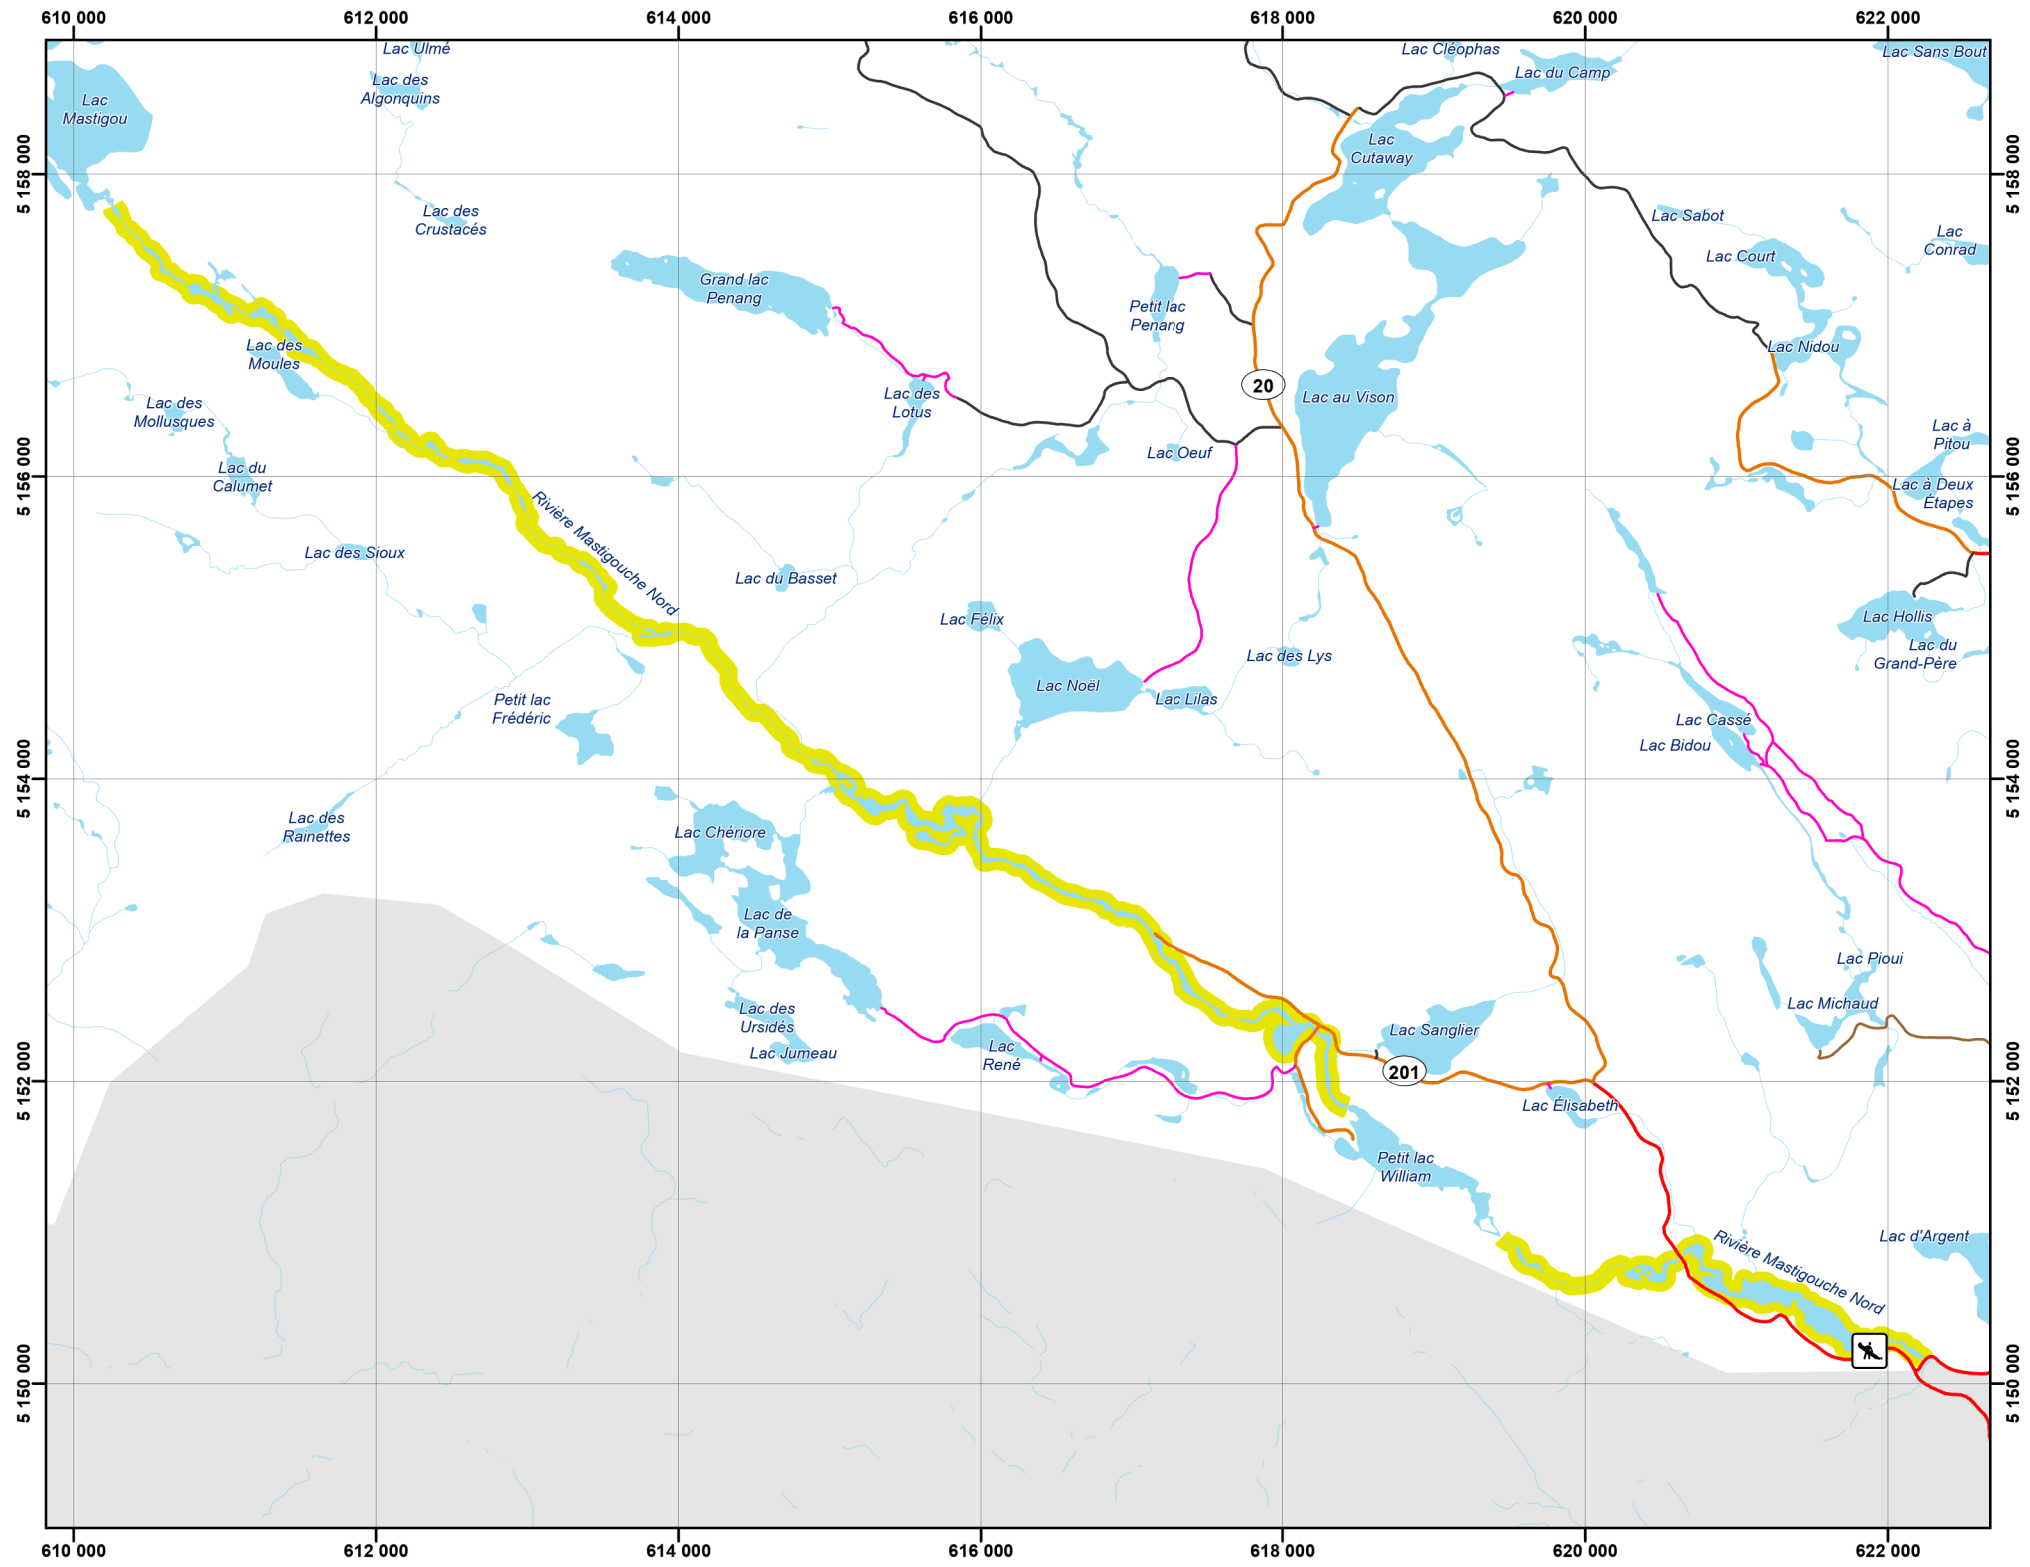 610 000
612 000
614 000
616 000
618 000
620 000
622 000
Lac Ulmé
Lac Cléophas
Lac Sans Bout
Lac des
Algonquins
Lac du Camp
Lac
Mastigou
5 158 000
Lac
Cutaway
5 158 000
Lac des
Crustacés
Lac Sabot
Lac
Conrad
Lac Court
Grand lac
Penang
Petit lac
Penang
Lac des
Moules
Lac Nidou
20
Lac au Vison
Lac des
Lotus
Lac des
Mollusques
Lac à
Pitou
Lac Oeuf
5 156 000
Lac du
Calumet
Lac à Deux
Étapes
5 156 000
Rivière Mastigouche Nord
Lac des Sioux
Lac du Basset
Lac Félix
Lac Hollis
Lac du
Grand-Père
Lac des Lys
Lac Noël
Lac Lilas
Petit lac
Frédéric
Lac Cassé
Lac Bidou
5 154 000
5 154 000
Lac des
Rainettes
Lac Chériore
Lac de
la Panse
Lac Pioui
Lac Michaud
Lac des
Ursidés
Lac Sanglier
Lac Jumeau
Lac
René
201
5 152 000
5 152 000
Lac Élisabeth
Petit lac
William
Lac d'Argent
Rivière Mastigouche Nord
5 150 000
5 150 000
610 000
612 000
614 000
616 000
618 000
620 000
622 000